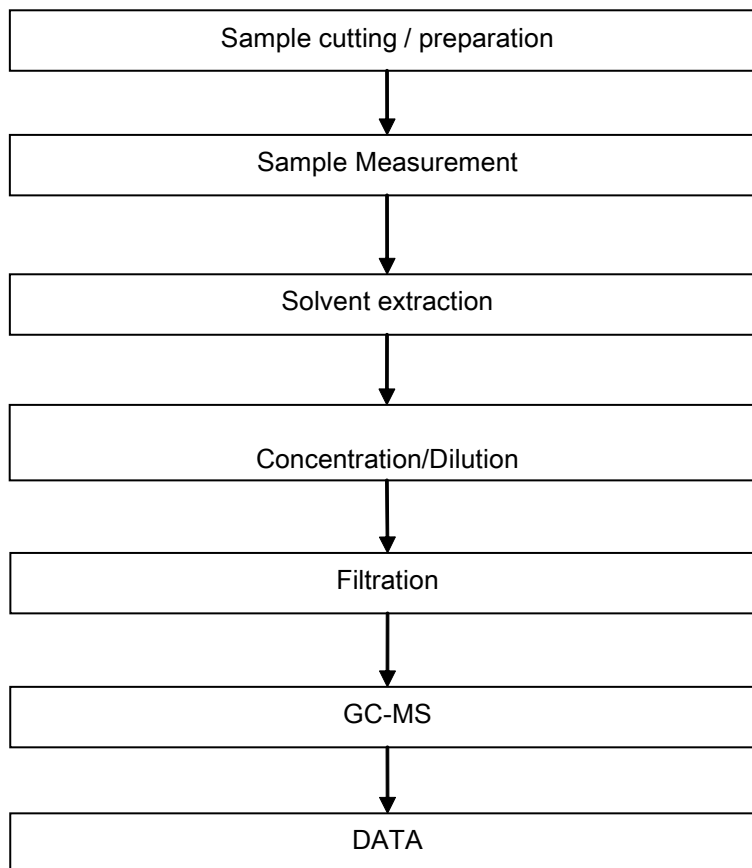 Sample cutting / preparation
Sample Measurement
Solvent extraction
Concentration/Dilution
Filtration
GC-MS
DATA